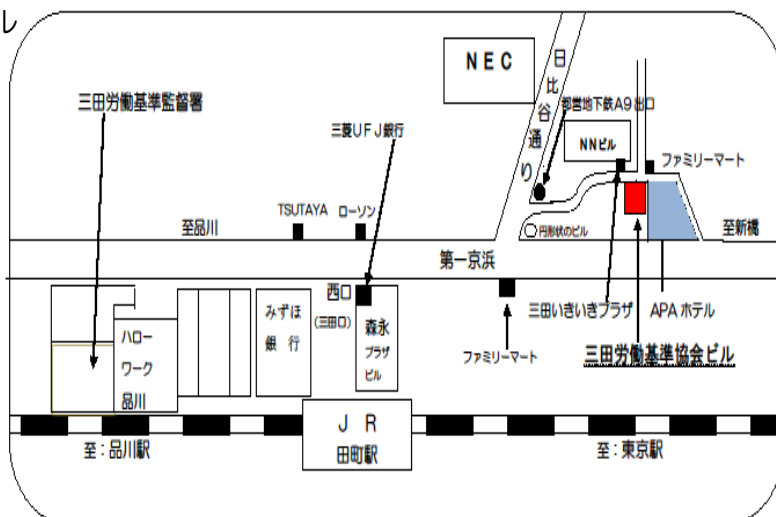 レ
NEC
日比谷通り
三田労働基準監督署
都営地下鉄A9出口
三菱UFJ銀行
NNビル
ファミリーマート
TSUTAYA
ローソン
至品川
円形状のビル
至新橋
第一京浜
西口
(三田口)
みずほ
銀行
森永
プラザ
ビル
三田いきいきプラザ
APAホテル
ハロー
ワーク
品川
ファミリーマート
三田労働基準協会ビル
JR
田町駅
至:品川駅
至:東京駅